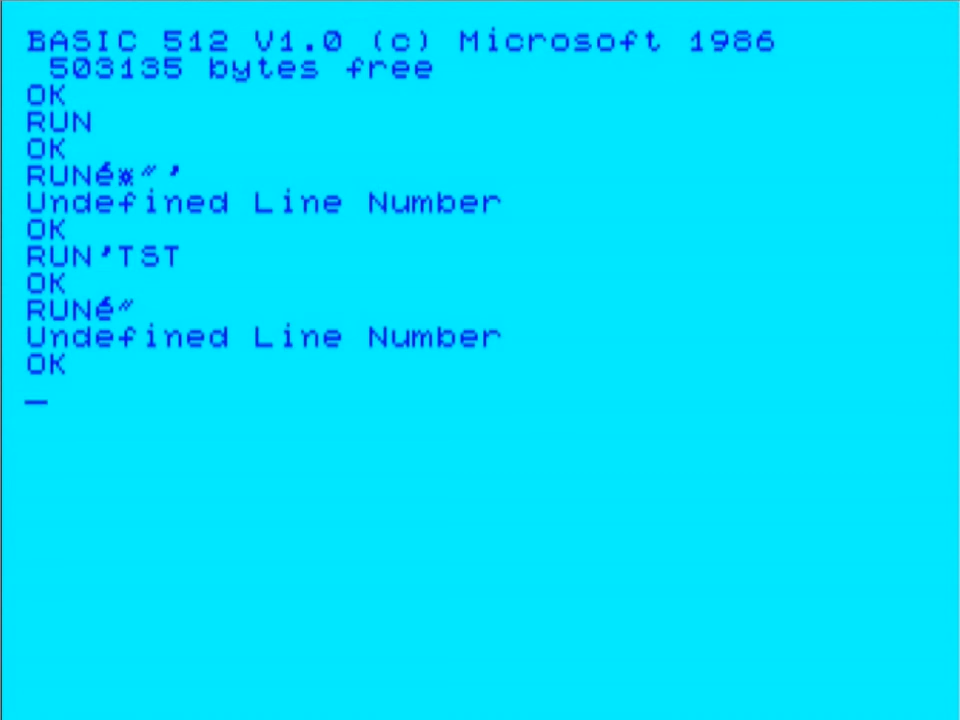 BASIC 512 V1.0 (c) Microsoft 1986
503135 bytes free
OK
RUN
OK
RUNé*"'
Undefined Line Number
OK
RUN'TST
OK
RUNé"
Undefined Line Number
OK
_